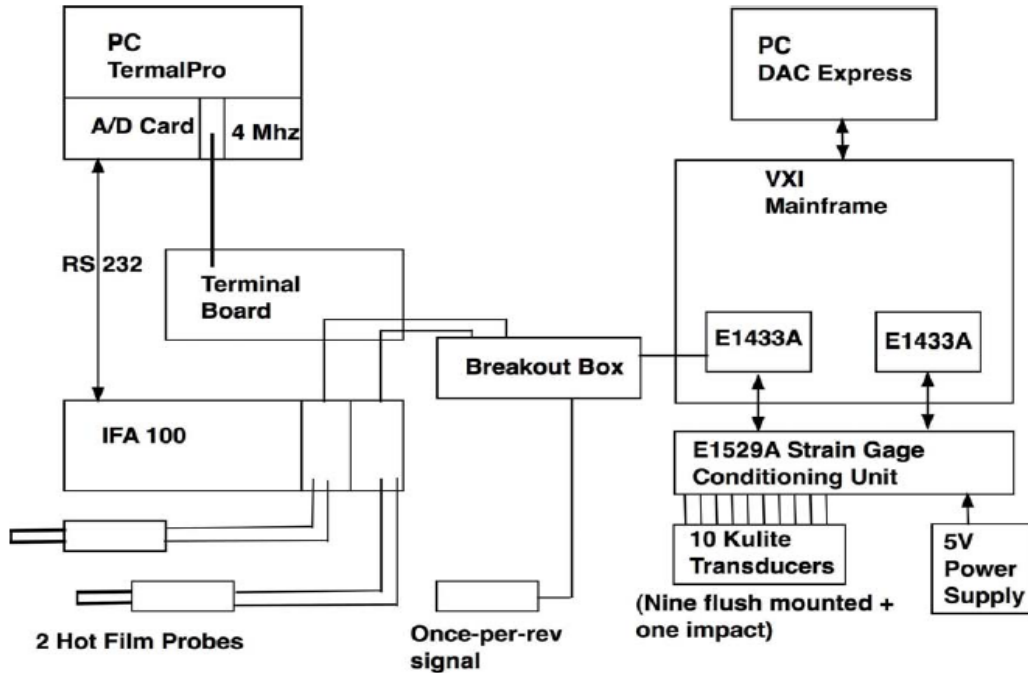 PC
TermalPro
A/D Card
4 Mhz
RS 232
Terminal
Board
IFA 100
2 Hot Film Probes
Breakout Box
Once-per-rev
signal
PC
DAC Express
VXI
Mainframe
E1433A
E1433A
E1529A Strain Gage
Conditioning Unit
10 Kulite
Transducers
(Nine flush mounted +
one impact)
5V
Power
Supply